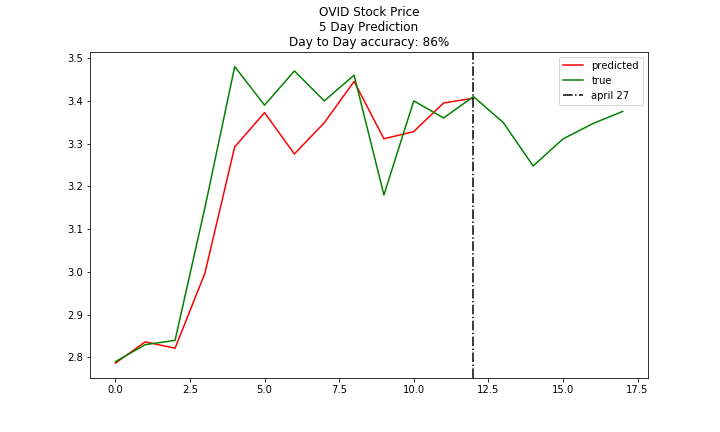 OVID Stock Price
5 Day Prediction
Day to Day accuracy: 86%
predicted
true
april 27
3.5
3.4
3.3
3.2
3.1
3.0
2.9
2.8
0.0 2.5 5.0 7.5 10.0 12.5 15.0 17.5